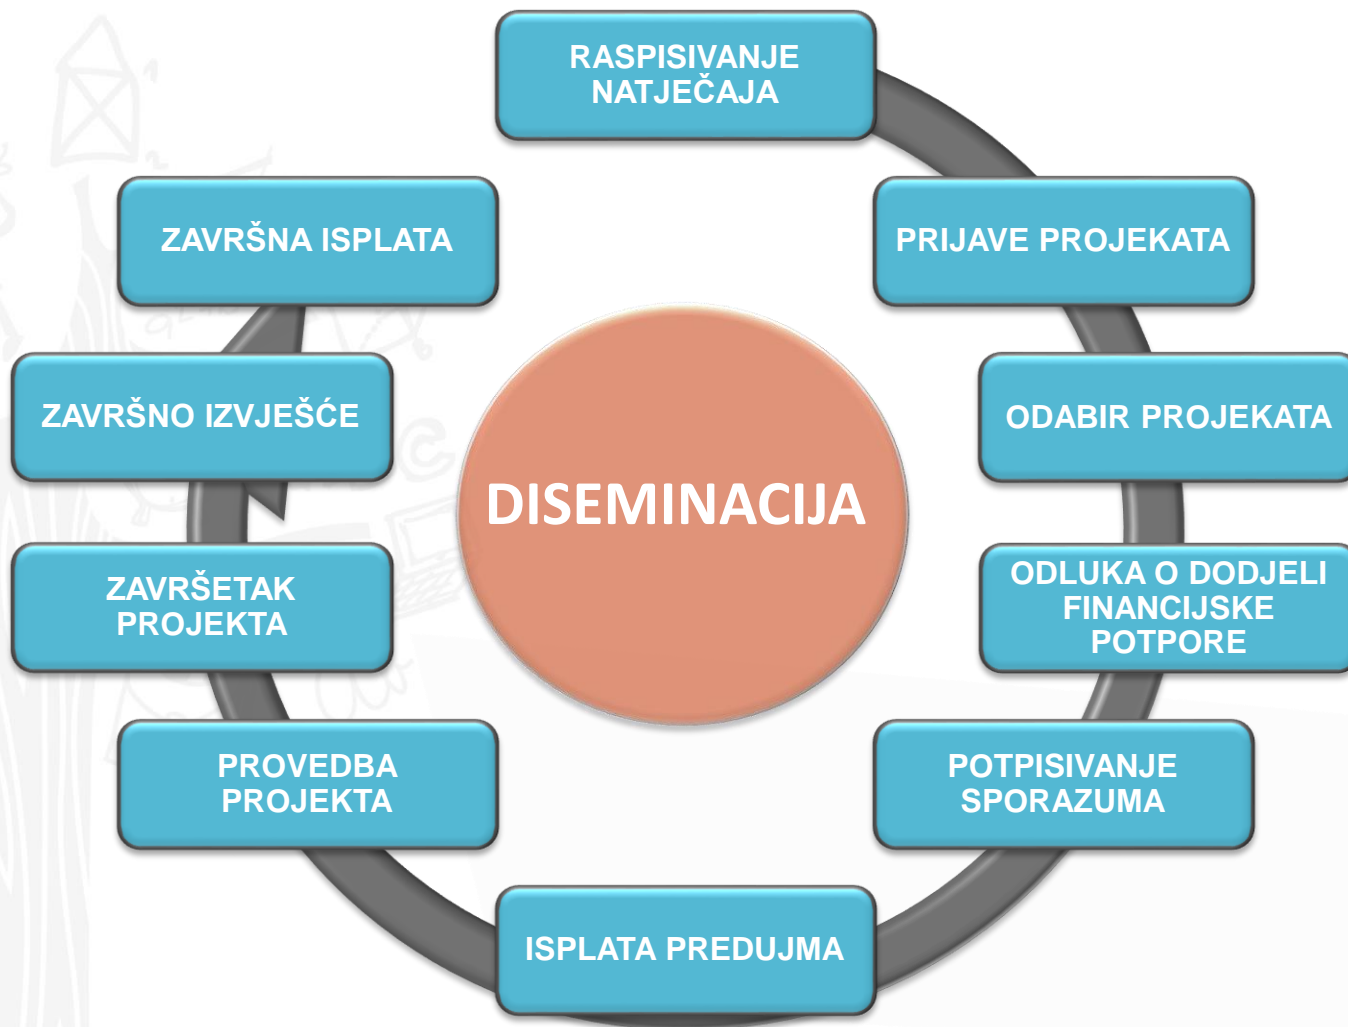 RASPISIVANJE
NATJEČAJA
PRIJAVE PROJEKATA
ODABIR PROJEKATA
ODLUKA O DODJELI
FINANCIJSKE
POTPORE
POTPISIVANJE
SPORAZUMA
ISPLATA PREDUJMA
PROVEDBA
PROJEKTA
ZAVRŠETAK
PROJEKTA
ZAVRŠNO IZVJEŠĆE
ZAVRŠNA ISPLATA
DISEMINACIJA